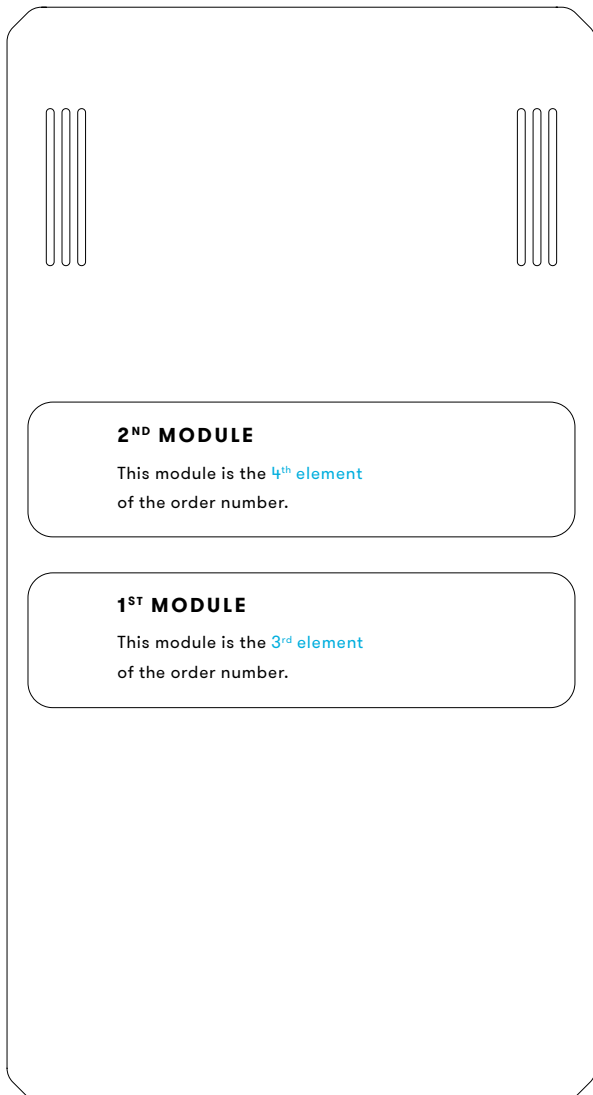 2ND MODULE
This module is the 4th element
of the order number.
1ST MODULE
This module is the 3rd element
of the order number.